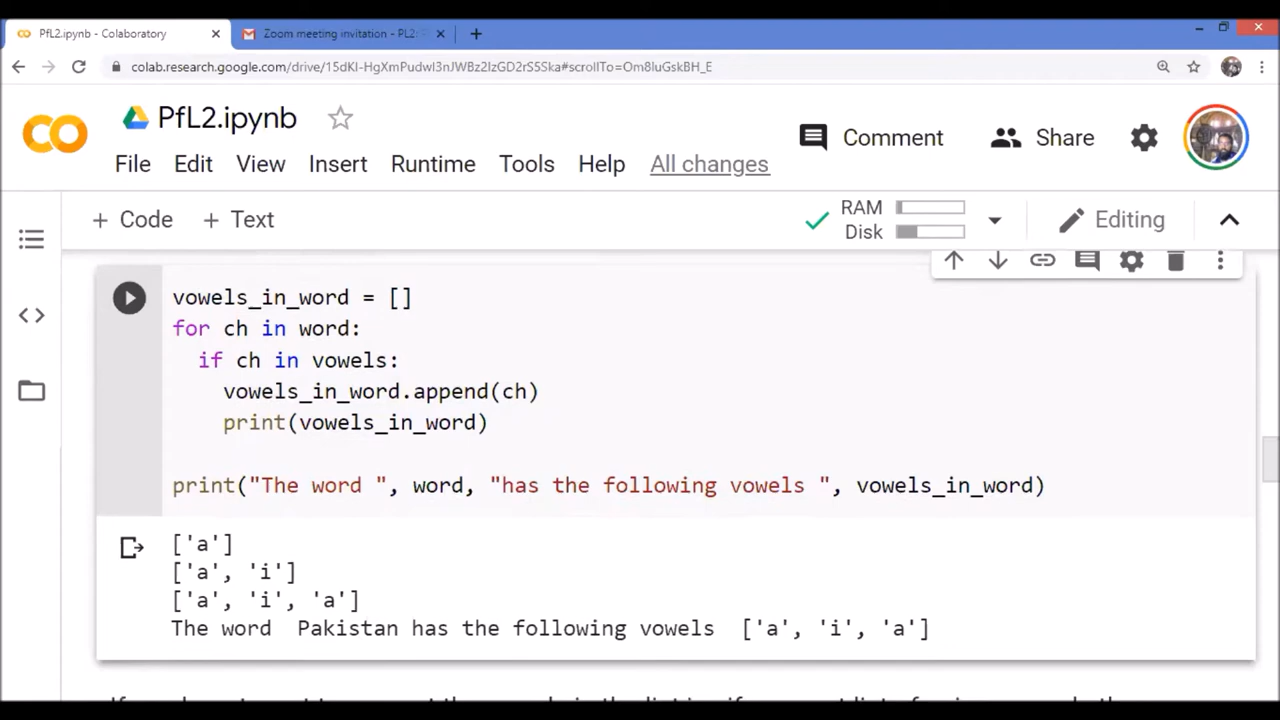 PfL2.ipynb - Colaboratory
Zoom meeting invitation - PL2:
colab.research.google.com/drive/15dKI-HgXmPudwI3nJWBz2IzGD2rS5Ska#scrollTo=Om8luGskBH_E
PfL2.ipynb
Comment
Share
File Edit View Insert Runtime Tools Help All changes
+ Code + Text
RAM
Disk
Editing
vowels_in_word = []
for ch in word:
if ch in vowels:
vowels_in_word.append(ch)
print(vowels_in_word)
print("The word ", word, "has the following vowels ", vowels_in_word)
['a']
['a', 'i']
['a', 'i', 'a']
The word  Pakistan has the following vowels  ['a', 'i', 'a']